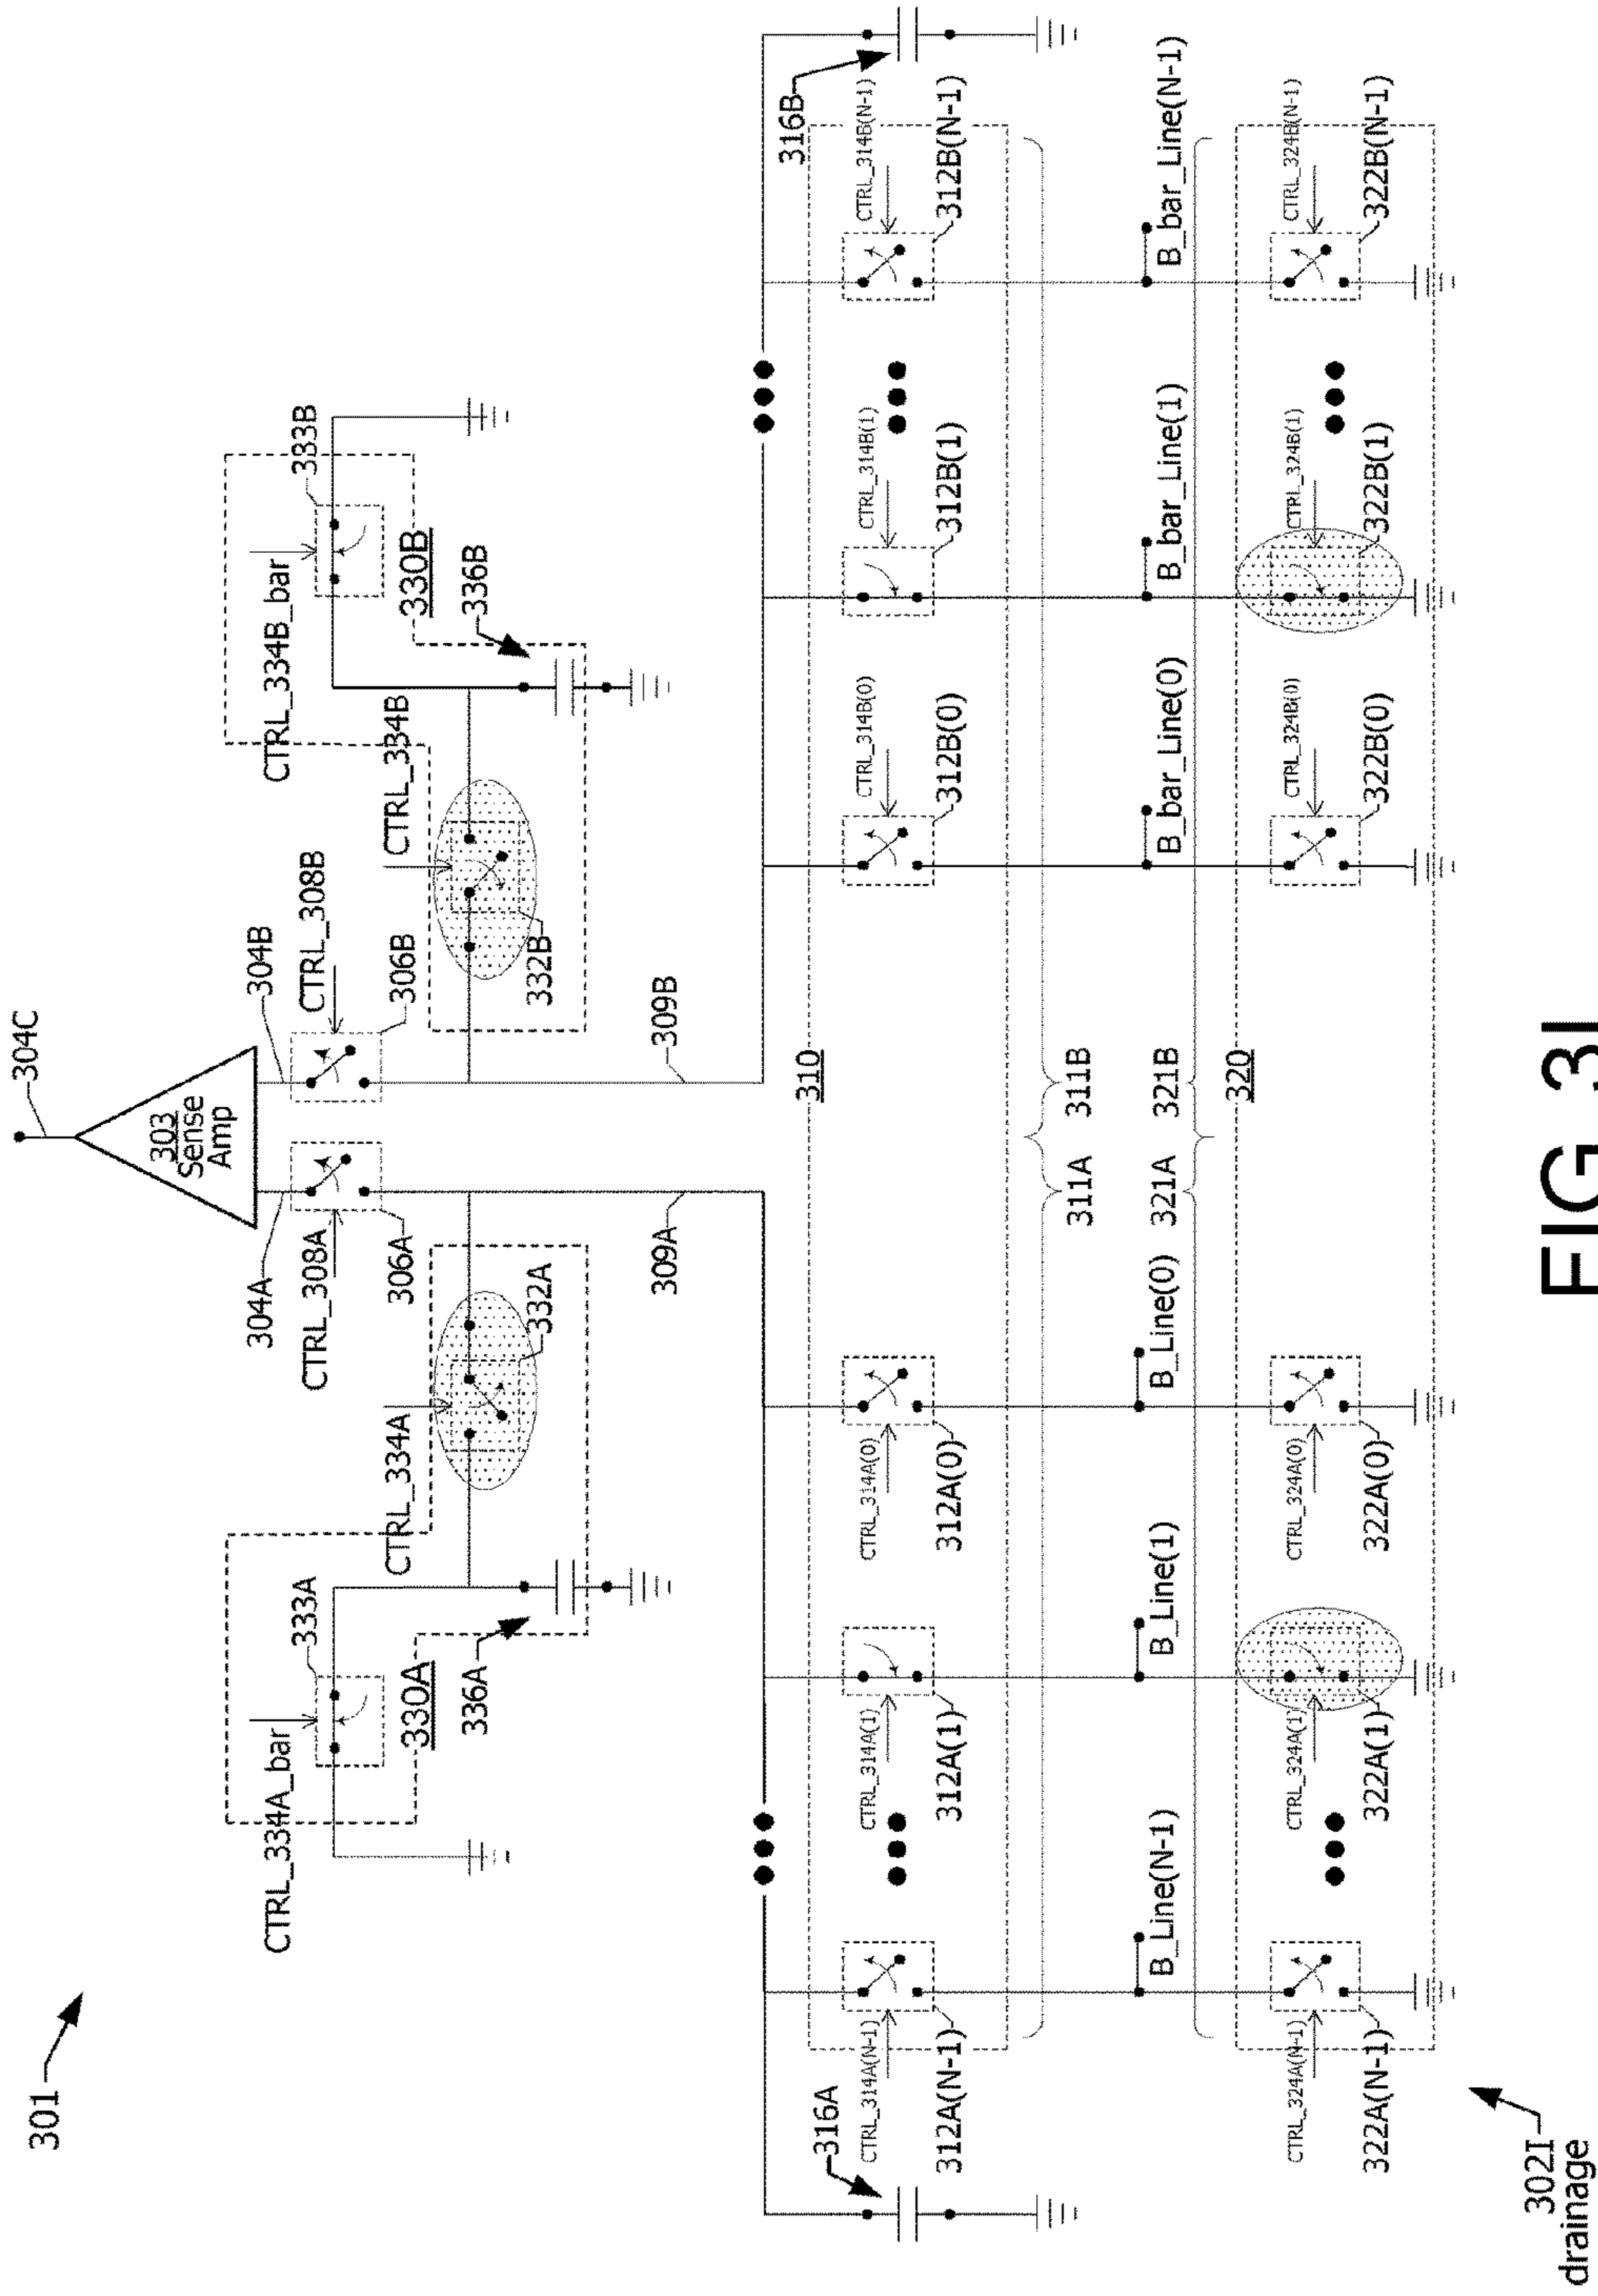 301
304C
303
Sense
Amp
304A
304B
CTRL_308A
CTRL_308B
306A
306B
CTRL_334A_bar
333A
CTRL_334B_bar
333B
330A
330B
CTRL_334A
CTRL_334B
336A
336B
332A
332B
309A
309B
316A
310
316B
CTRL_314A(N-1)
CTRL_314A(1)
CTRL_314A(0)
CTRL_314B(0)
CTRL_314B(1)
CTRL_314B(N-1)
312A(N-1)
312A(1)
312A(0)
312B(0)
312B(1)
312B(N-1)
311A
311B
B_Line(N-1)
B_Line(1)
B_Line(0)
321A
321B
B_bar_Line(0)
B_bar_Line(1)
B_bar_Line(N-1)
320
CTRL_324A(N-1)
CTRL_324A(1)
CTRL_324A(0)
CTRL_324B(0)
CTRL_324B(1)
CTRL_324B(N-1)
322A(N-1)
322A(1)
322A(0)
322B(0)
322B(1)
322B(N-1)
302I
drainage
FIG 3I